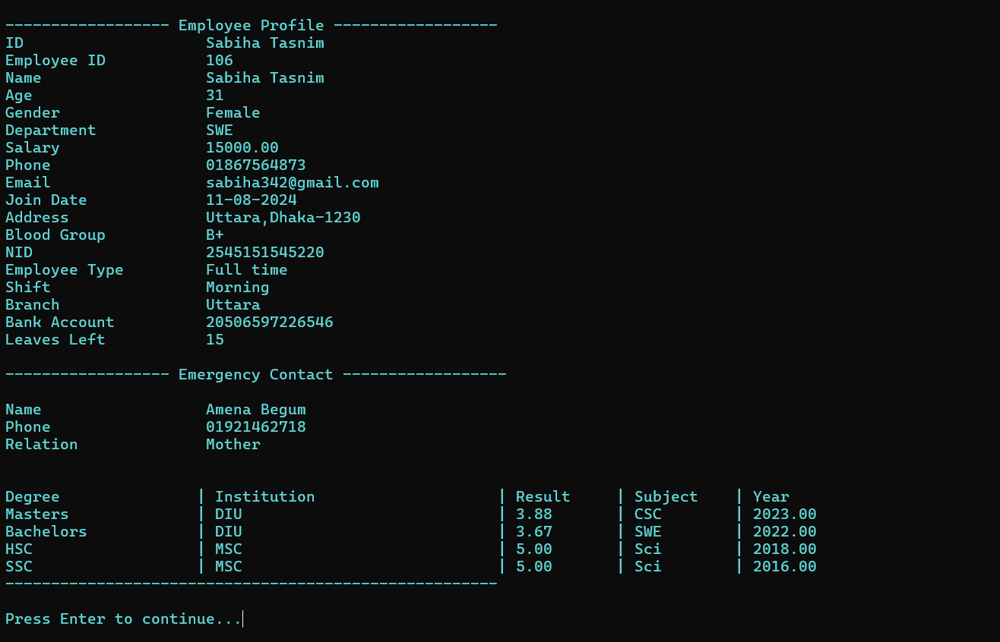 ------------------ Employee Profile ------------------
ID                    Sabiha Tasnim
Employee ID           106
Name                  Sabiha Tasnim
Age                   31
Gender                Female
Department            SWE
Salary                15000.00
Phone                 01867564873
Email                 sabiha342@gmail.com
Join Date             11-08-2024
Address               Uttara,Dhaka-1230
Blood Group           B+
NID                   2545151545220
Employee Type         Full time
Shift                 Morning
Branch                Uttara
Bank Account          20506597226546
Leaves Left           15
------------------ Emergency Contact ------------------
Name                  Amena Begum
Phone                 01921462718
Relation              Mother
Degree               | Institution                    | Result     | Subject    | Year
Masters              | DIU                            | 3.88       | CSC        | 2023.00
Bachelors            | DIU                            | 3.67       | SWE        | 2022.00
HSC                  | MSC                            | 5.00       | Sci        | 2018.00
SSC                  | MSC                            | 5.00       | Sci        | 2016.00
------------------------------------------------------
Press Enter to continue...